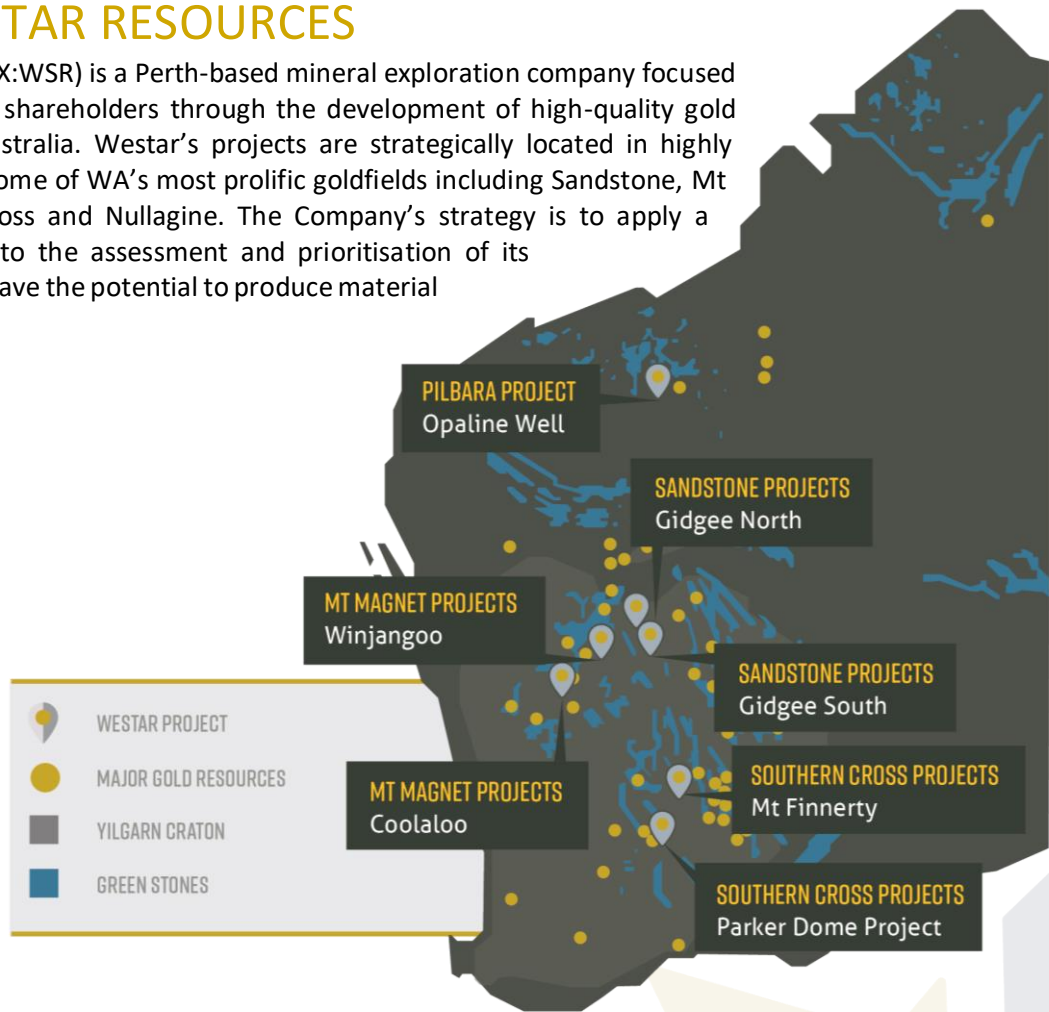 TAR RESOURCES
X:WSR) is a Perth-based mineral exploration company focused
shareholders through the development of high-quality gold
stralia. Westar's projects are strategically located in highly
ome of WA's most prolific goldfields including Sandstone, Mt
oss and Nullagine. The Company's strategy is to apply a
to the assessment and prioritisation of its
ave the potential to produce material
PILBARA PROJECT
Opaline Well
SANDSTONE PROJECTS
Gidgee North
MT MAGNET PROJECTS
Winjangoo
SANDSTONE PROJECTS
Gidgee South
SOUTHERN CROSS PROJECTS
Mt Finnerty
MT MAGNET PROJECTS
Coolaloo
SOUTHERN CROSS PROJECTS
Parker Dome Project
WESTAR PROJECT
MAJOR GOLD RESOURCES
YILGARN CRATON
GREEN STONES